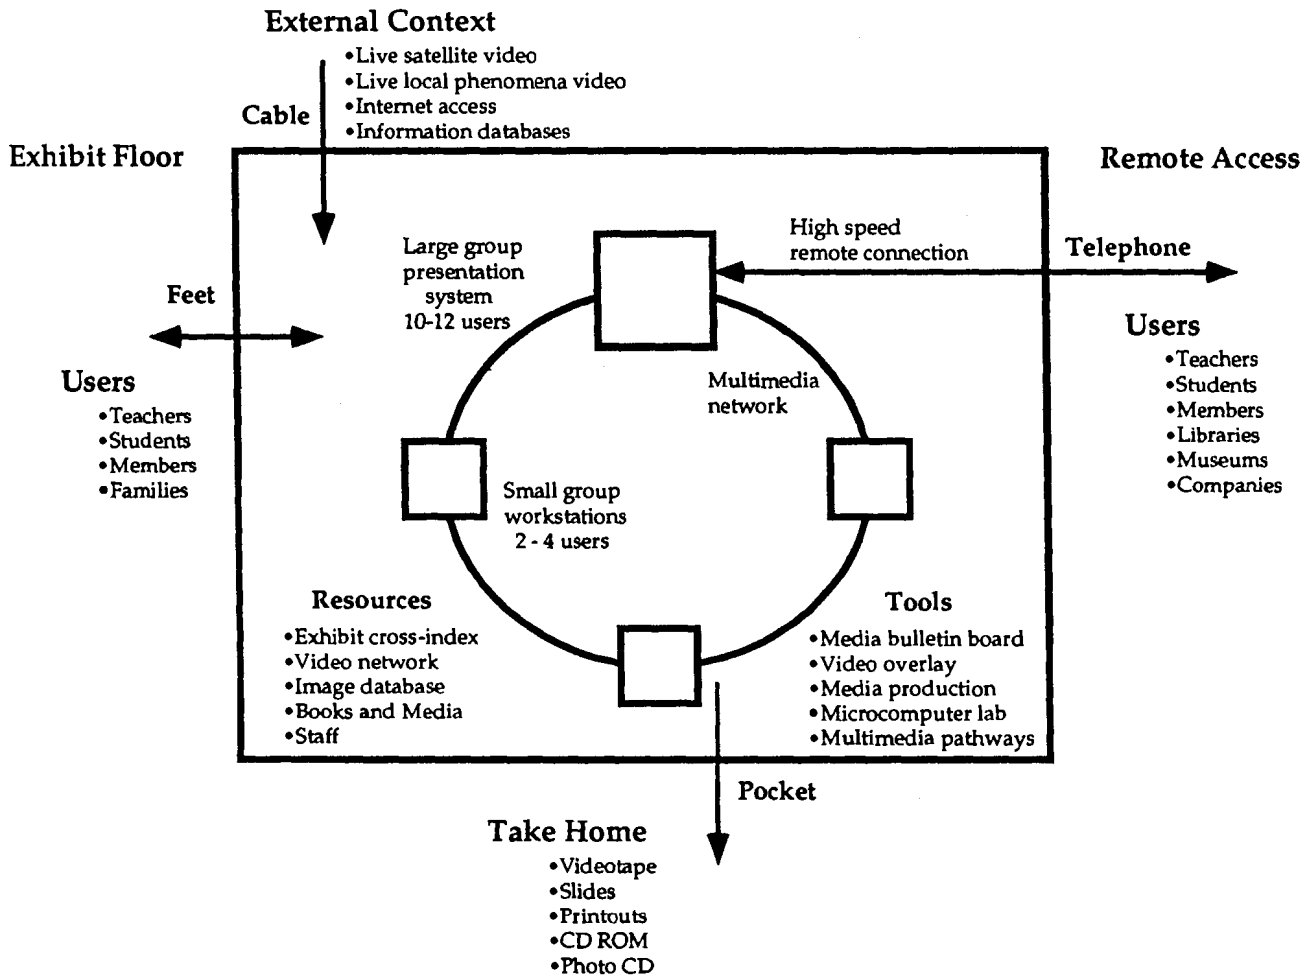 External Context
•Live satellite video
•Live local phenomena video
•Internet access
•Information databases
Cable
Exhibit Floor
Remote Access
Large group
presentation
system
10-12 users
High speed
remote connection
Telephone
Feet
Users
•Teachers
•Students
•Members
•Families
Multimedia
network
Users
•Teachers
•Students
•Members
•Libraries
•Museums
•Companies
Small group
workstations
2 - 4 users
Resources
•Exhibit cross-index
•Video network
•Image database
•Books and Media
•Staff
Tools
•Media bulletin board
•Video overlay
•Media production
•Microcomputer lab
•Multimedia pathways
Pocket
Take Home
•Videotape
•Slides
•Printouts
•CD ROM
•Photo CD